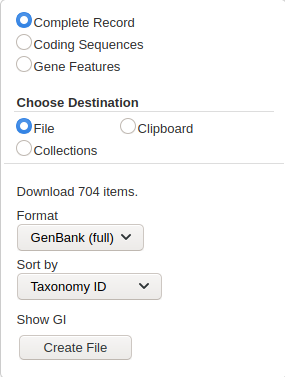 Complete Record
Coding Sequences
Gene Features
Choose Destination
File Clipboard
Collections
Download 704 items.
Format
GenBank (full)
Sort by
Taxonomy ID
Show GI
Create File